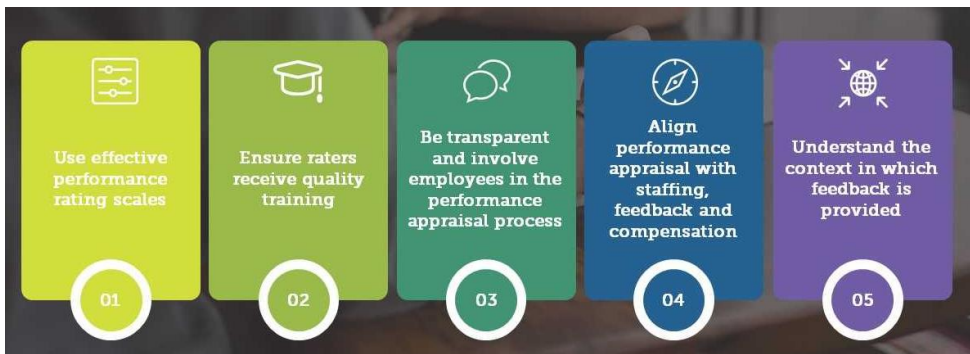 Use effective
performance
rating scales
01
Ensure raters
receive quality
training
02
Be transparent
and involve
employees in the
performance
appraisal process
03
Align
performance
appraisal with
staffing,
feedback and
compensation
04
Understand the
context in which
feedback is
provided
05